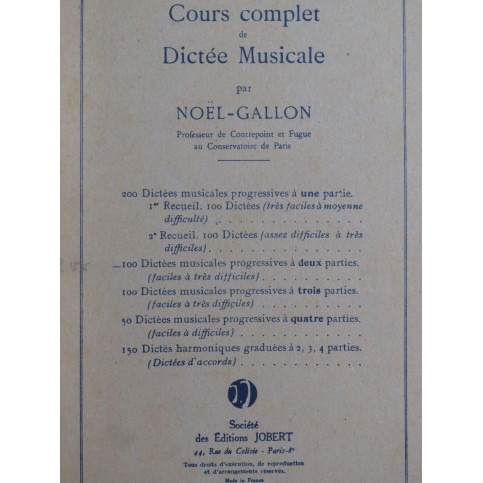 Cours complet
de
Dictée Musicale
par
NOËL-GALLON
Professeur de Contrepoint et Fugue
au Conservatoire de Paris
200 Dictées musicales progressives à une partie.
1er Recueil. 100 Dictées (très faciles à moyenne
difficulté) . . . . . . . . . . . .
2e Recueil. 100 Dictées (assez difficiles à très
difficiles) . . . . . . . . . . . .
100 Dictées musicales progressives à deux parties.
(faciles à très difficiles) . . . . . . . . . .
100 Dictées musicales progressives à trois parties.
(faciles à très difficiles) . . . . . . . . . .
50 Dictées musicales progressives à quatre parties.
(faciles à difficiles) . . . . . . . . . . .
150 Dictés harmoniques graduées à 2, 3, 4 parties.
(Dictées d'accords) . . . . . . . . . . .
Société
des Éditions JOBERT
44, Rue du Colisée - Paris-8e
Tous droits d'exécution, de reproduction
et d'arrangements réservés.
Made in France